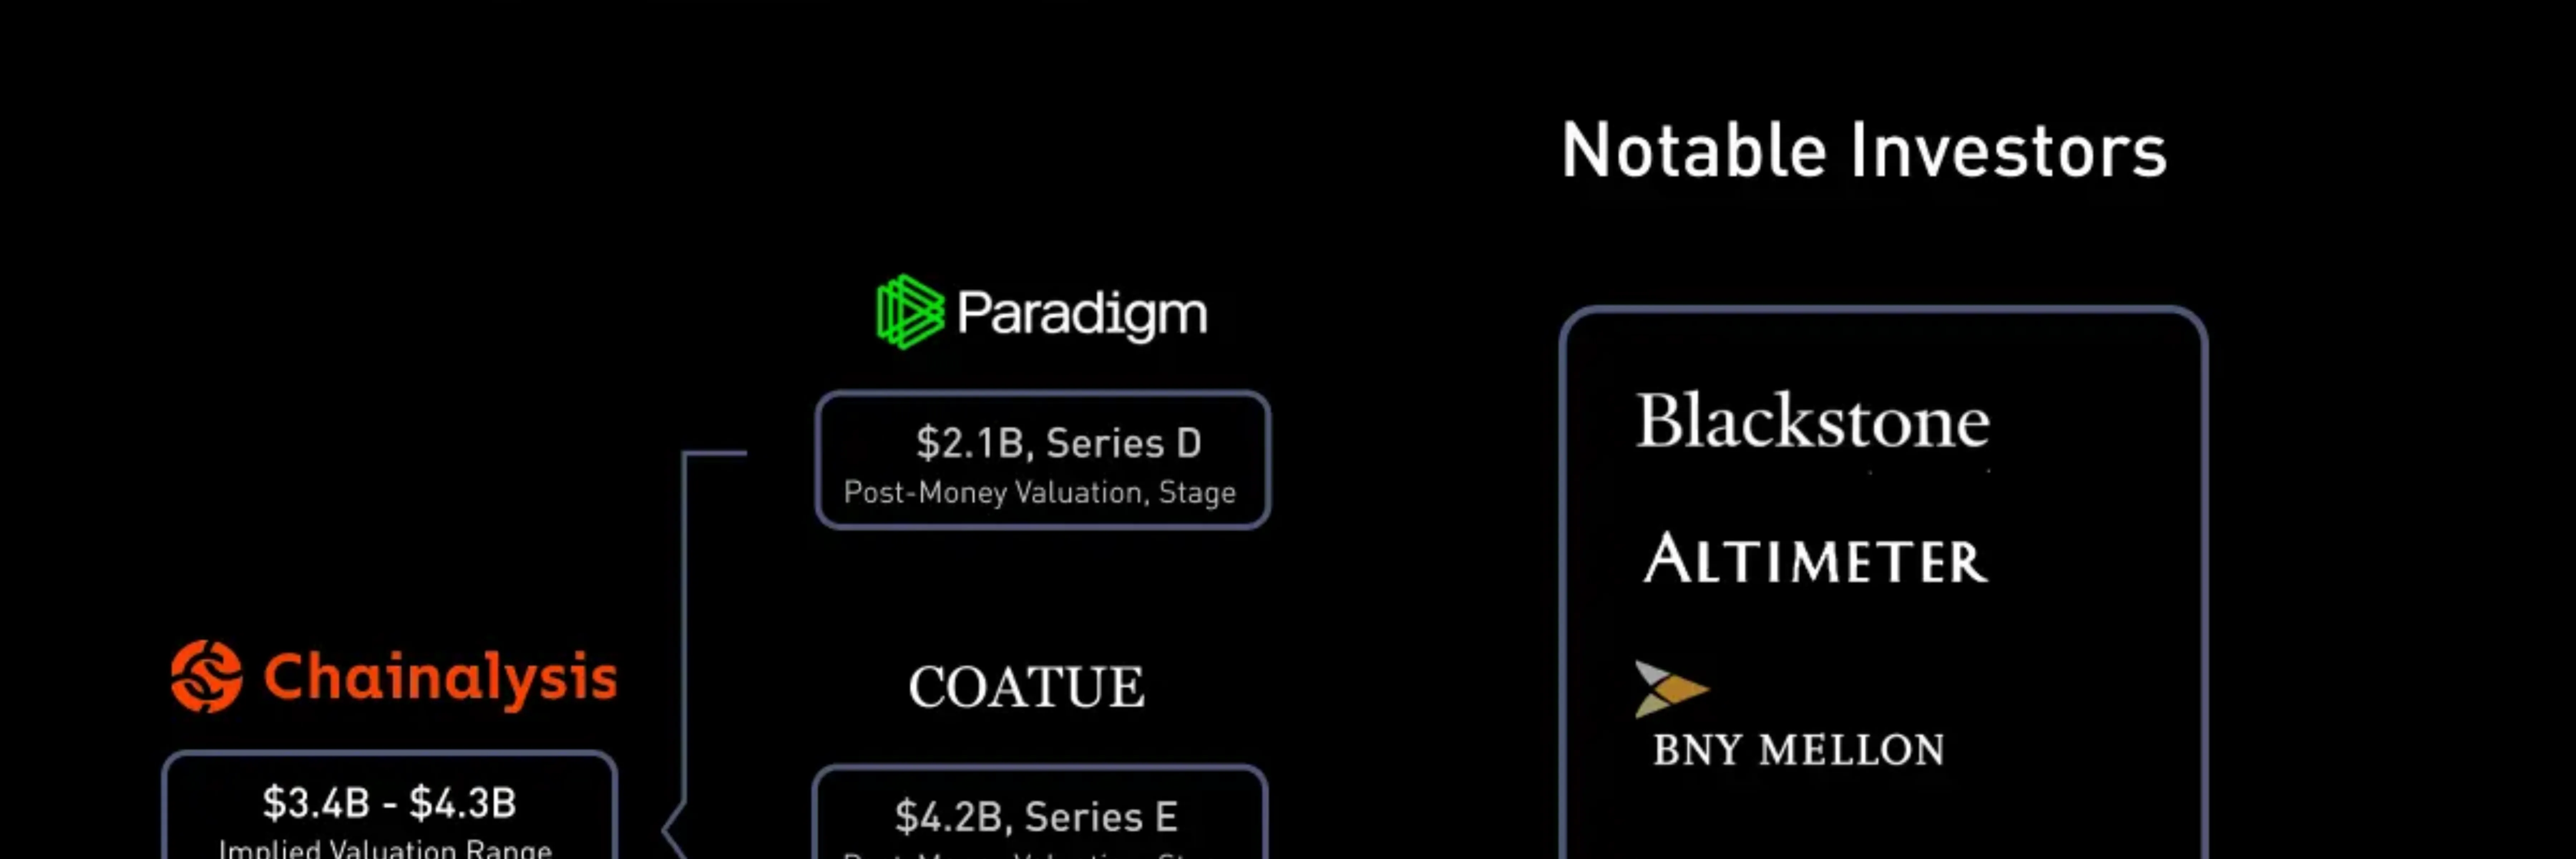 Notable Investors
Paradigm
$2.1B, Series D
Post-Money Valuation, Stage
Chainalysis
$3.4B - $4.3B
Implied Valuation Range
COATUE
$4.2B, Series E
Blackstone
ALTIMETER
BNY MELLON